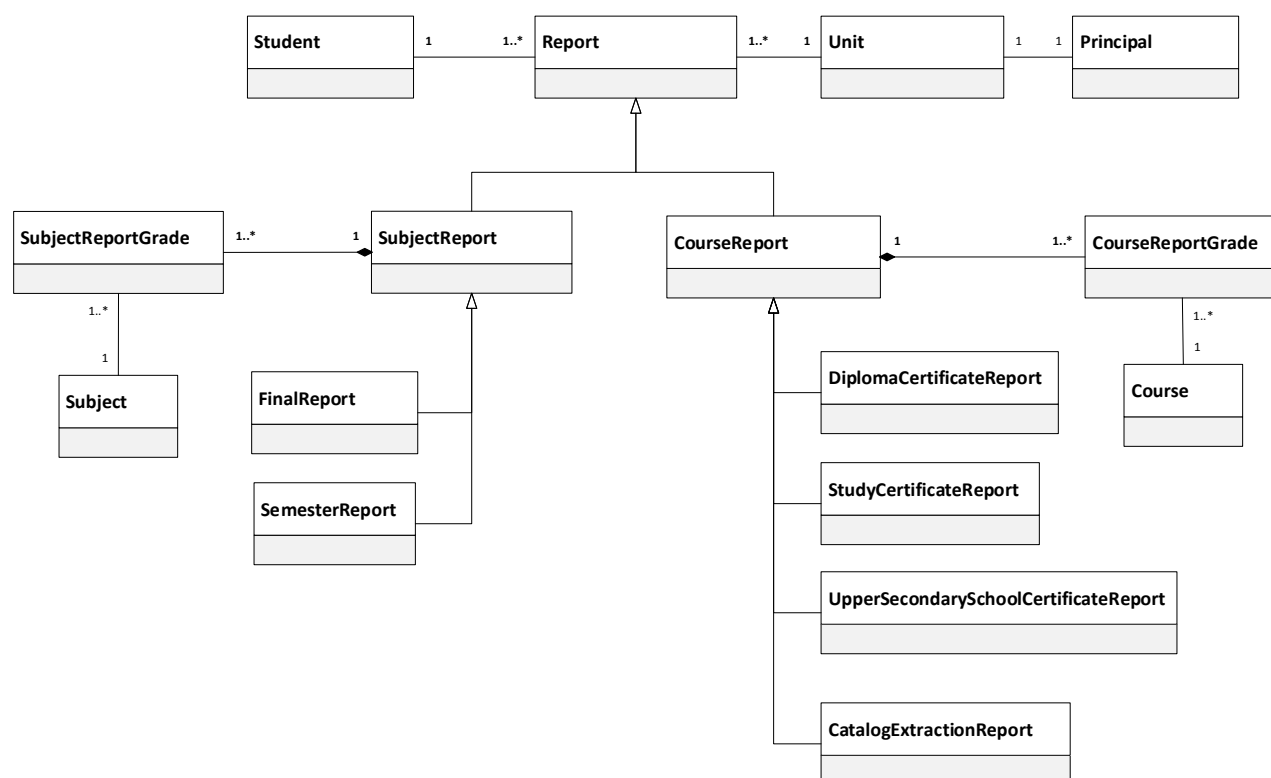 Student
1
1..*
Report
1..*
1
Unit
1
1
Principal
SubjectReportGrade
1..*
1
SubjectReport
CourseReport
1
1..*
CourseReportGrade
1..*
1
Subject
1..*
1
Course
FinalReport
SemesterReport
DiplomaCertificateReport
StudyCertificateReport
UpperSecondarySchoolCertificateReport
CatalogExtractionReport